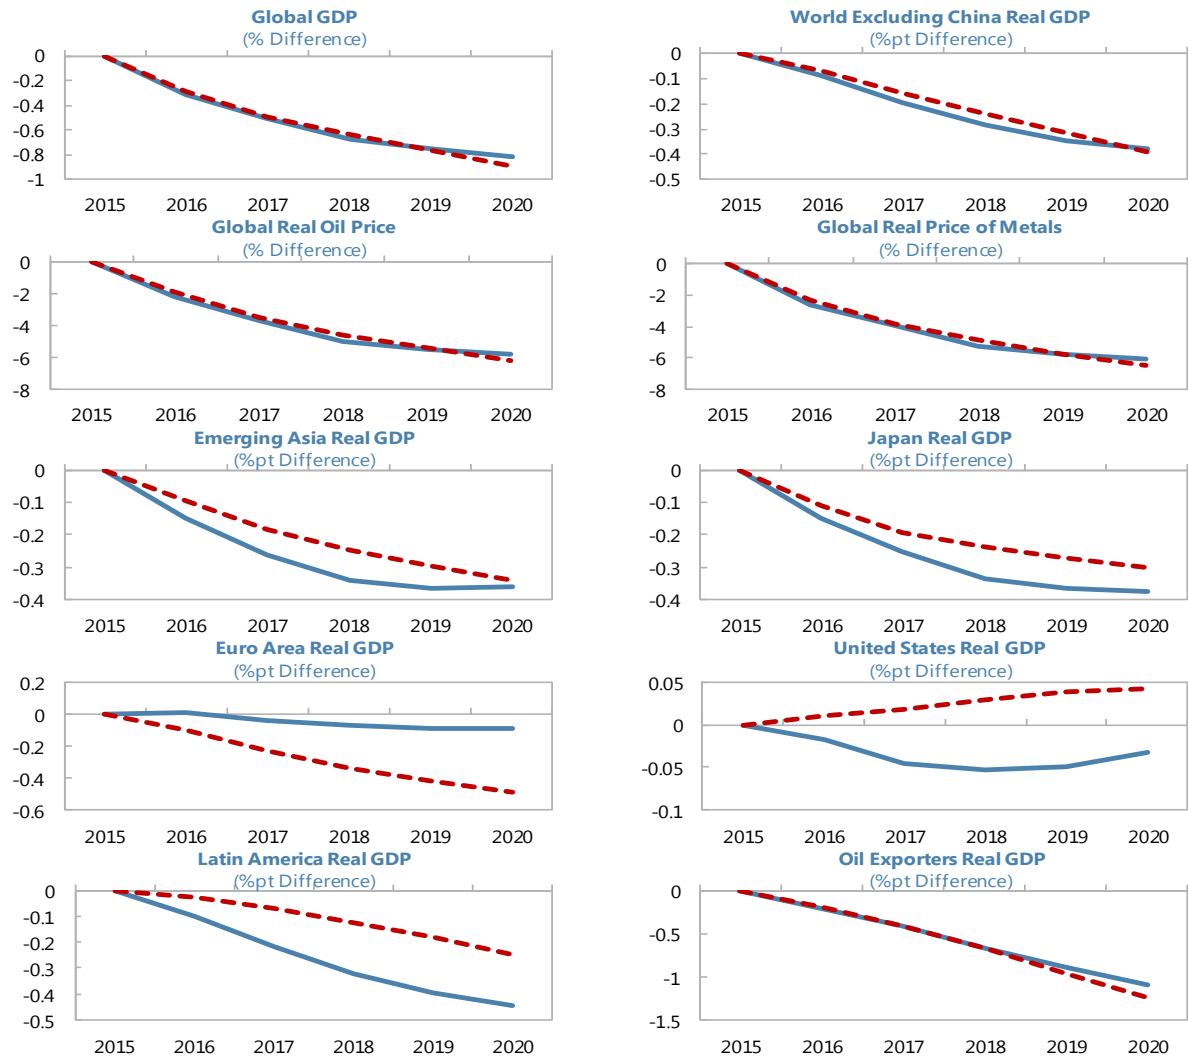 Global GDP
(% Difference)
0
-0.2
-0.4
-0.6
-0.8
-1
2015 2016 2017 2018 2019 2020
World Excluding China Real GDP
(%pt Difference)
0
-0.1
-0.2
-0.3
-0.4
-0.5
2015 2016 2017 2018 2019 2020
Global Real Oil Price
(% Difference)
0
-2
-4
-6
-8
2015 2016 2017 2018 2019 2020
Global Real Price of Metals
(% Difference)
0
-2
-4
-6
-8
2015 2016 2017 2018 2019 2020
Emerging Asia Real GDP
(%pt Difference)
0
-0.1
-0.2
-0.3
-0.4
2015 2016 2017 2018 2019 2020
Japan Real GDP
(%pt Difference)
0
-0.1
-0.2
-0.3
-0.4
2015 2016 2017 2018 2019 2020
Euro Area Real GDP
(%pt Difference)
0.2
0
-0.2
-0.4
-0.6
2015 2016 2017 2018 2019 2020
United States Real GDP
(%pt Difference)
0.05
0
-0.05
-0.1
2015 2016 2017 2018 2019 2020
Latin America Real GDP
(%pt Difference)
0
-0.1
-0.2
-0.3
-0.4
-0.5
2015 2016 2017 2018 2019 2020
Oil Exporters Real GDP
(%pt Difference)
0
-0.5
-1
-1.5
2015 2016 2017 2018 2019 2020